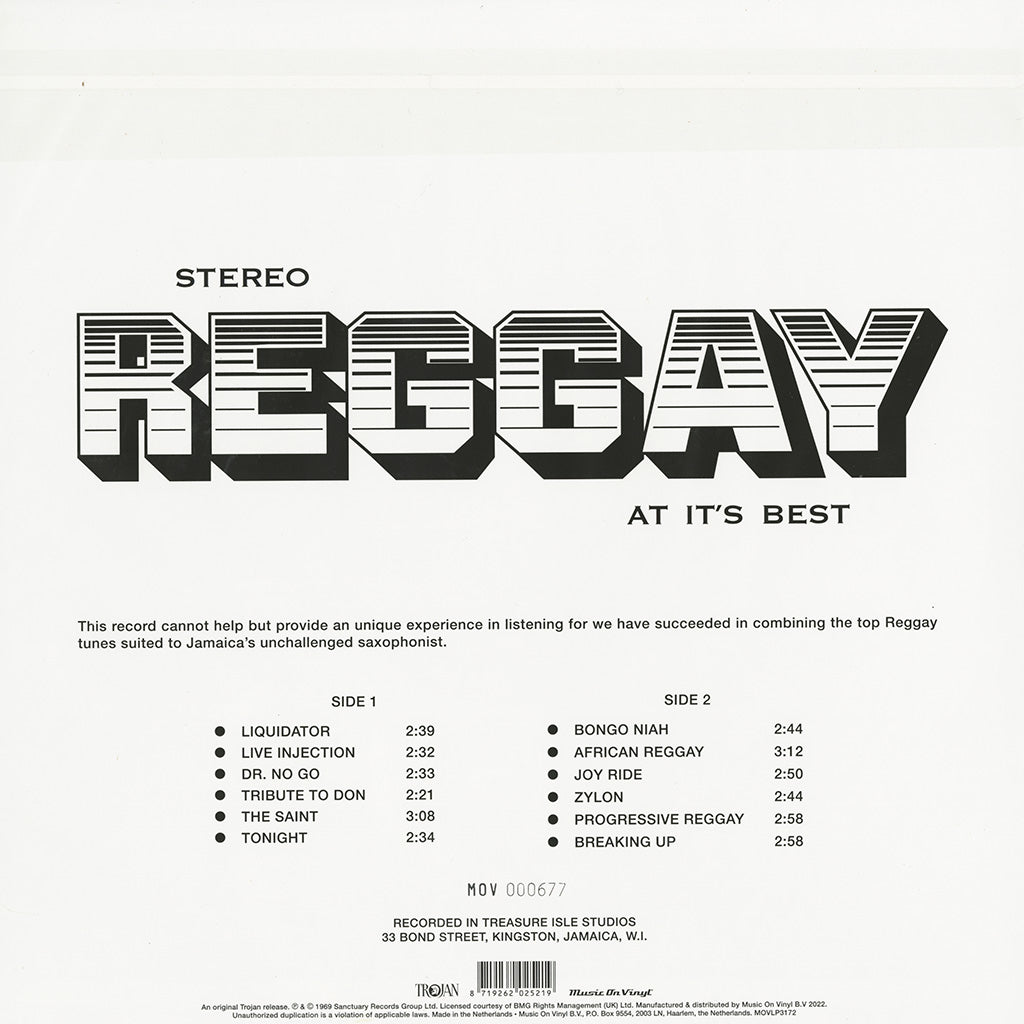 STEREO
REGGAY
AT IT'S BEST
This record cannot help but provide an unique experience in listening for we have succeeded in combining the top Reggay
tunes suited to Jamaica's unchallenged saxophonist.
SIDE 1
● LIQUIDATOR 2:39
● LIVE INJECTION 2:32
● DR. NO GO 2:33
● TRIBUTE TO DON 2:21
● THE SAINT 3:08
● TONIGHT 2:34
SIDE 2
● BONGO NIAH 2:44
● AFRICAN REGGAY 3:12
● JOY RIDE 2:50
● ZYLON 2:44
● PROGRESSIVE REGGAY 2:58
● BREAKING UP 2:58
MOV 000677
RECORDED IN TREASURE ISLE STUDIOS
33 BOND STREET, KINGSTON, JAMAICA, W.I.
TROJAN 8 719262 025219 Music On Vinyl
An original Trojan release. ℗ & © 1969 Sanctuary Records Group Ltd. Licensed courtesy of BMG Rights Management (UK) Ltd. Manufactured & distributed by Music On Vinyl B.V 2022.
Unauthorized duplication is a violation of applicable laws. Made in the Netherlands • Music On Vinyl B.V., P.O. Box 9554, 2003 LN, Haarlem, the Netherlands. MOVLP3172